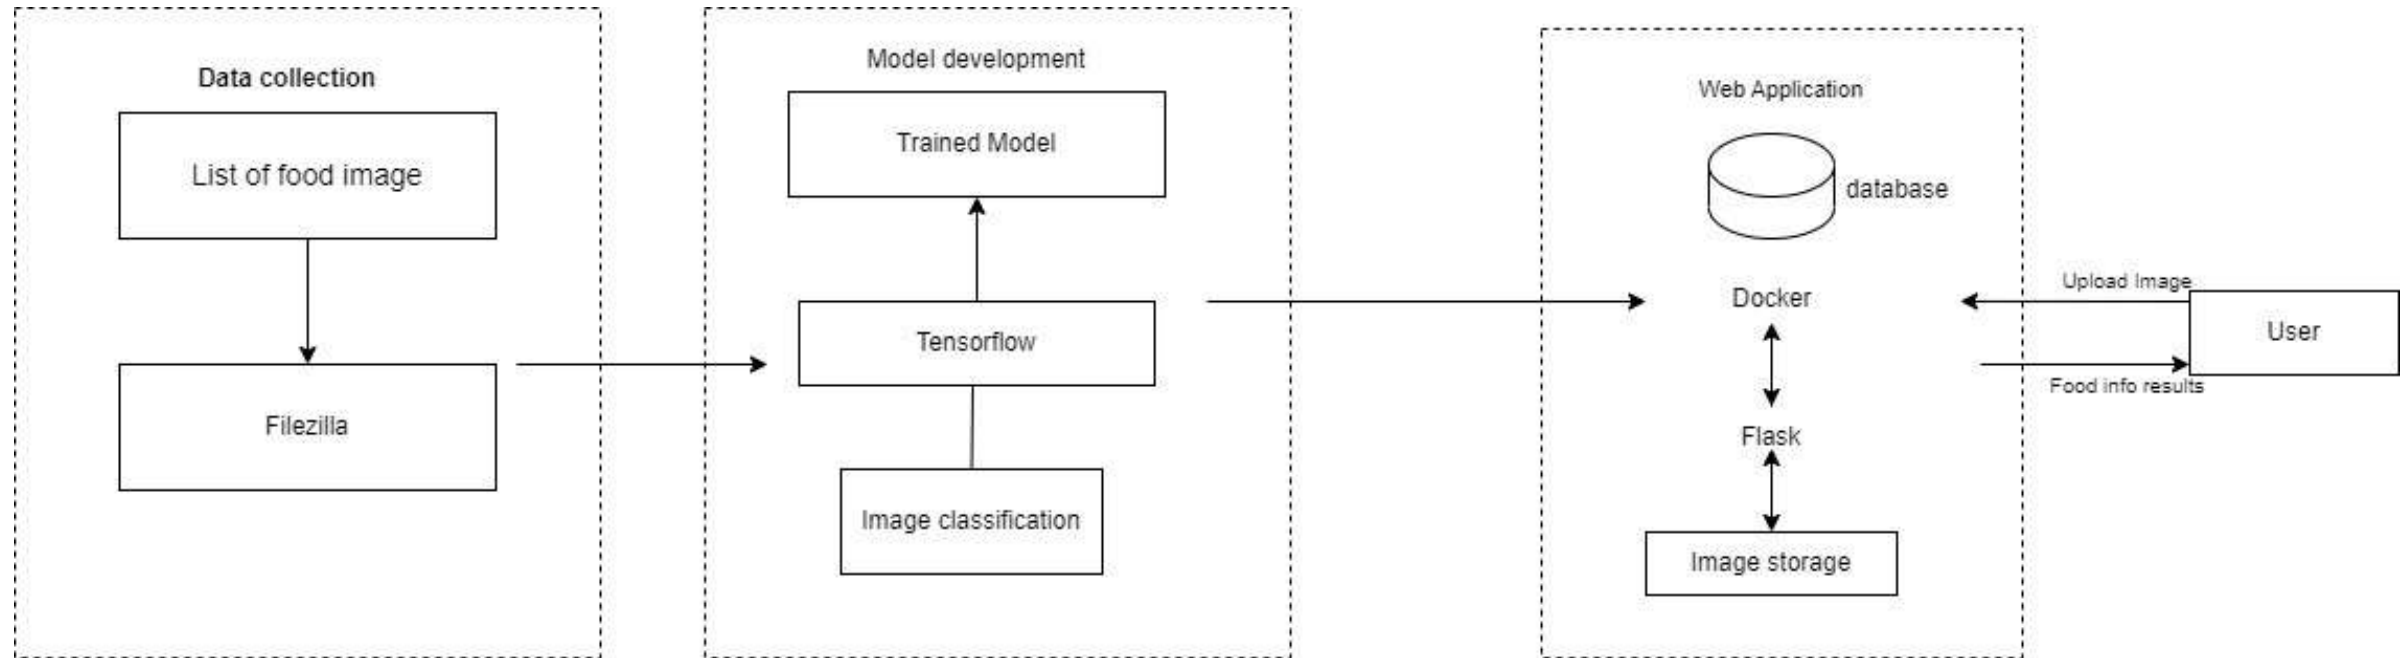 Data collection
List of food image
Filezilla
Model development
Trained Model
Tensorflow
Image classification
Web Application
database
Docker
Flask
Image storage
Upload Image
User
Food info results